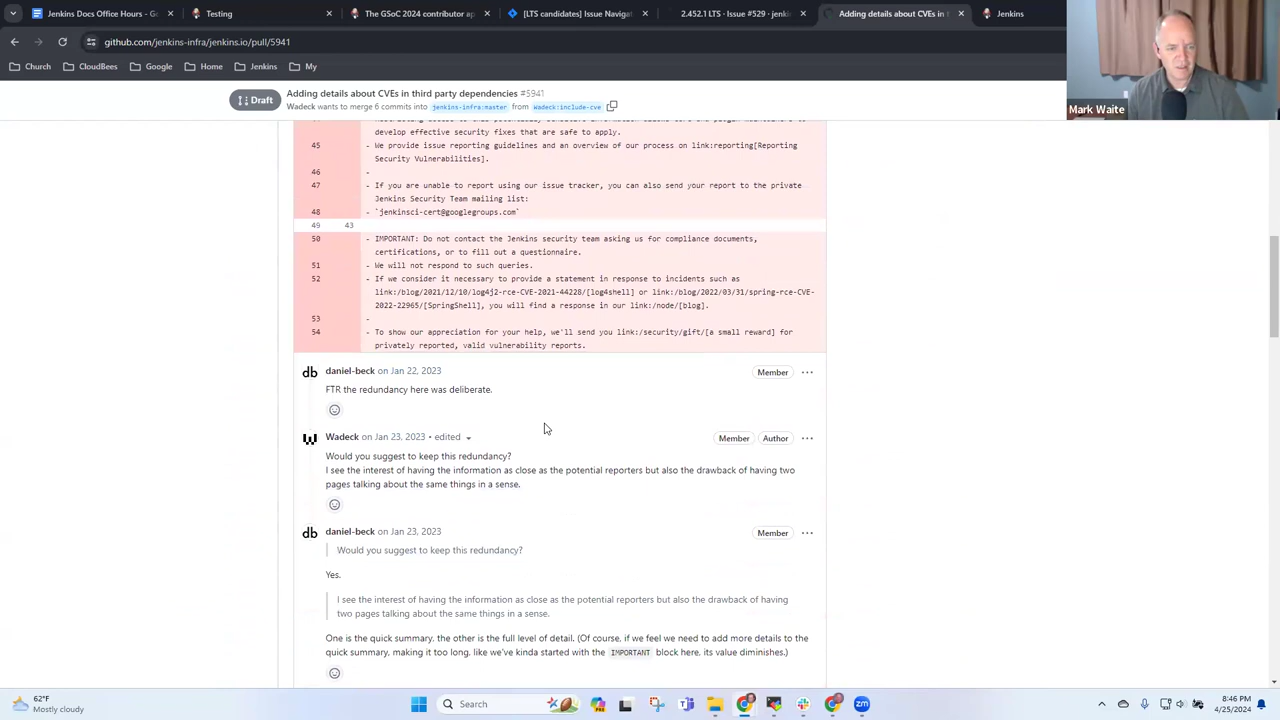 Jenkins Docs Office Hours - G
Testing
The GSoC 2024 contributor ap
[LTS candidates] Issue Navigat
2.452.1 LTS · Issue #529 · jenkin
Adding details about CVEs in t
Jenkins
github.com/jenkins-infra/jenkins.io/pull/5941
Church
CloudBees
Google
Home
Jenkins
My
Mark Waite
Draft
Adding details about CVEs in third party dependencies #5941
Wadeck wants to merge 6 commits into jenkins-infra:master from Wadeck:include-cve
develop effective security fixes that are safe to apply.
45 - We provide issue reporting guidelines and an overview of our process on link:reporting[Reporting
Security Vulnerabilities].
46 -
47 - If you are unable to report using our issue tracker, you can also send your report to the private
Jenkins Security Team mailing list:
48 - `jenkinsci-cert@googlegroups.com`
49 43
50 - IMPORTANT: Do not contact the Jenkins security team asking us for compliance documents,
certifications, or to fill out a questionnaire.
51 - We will not respond to such queries.
52 - If we consider it necessary to provide a statement in response to incidents such as
link:/blog/2021/12/10/log4j2-rce-CVE-2021-44228/[log4shell] or link:/blog/2022/03/31/spring-rce-CVE-
2022-22965/[SpringShell], you will find a response in our link:/node/[blog].
53 -
54 - To show our appreciation for your help, we'll send you link:/security/gift/[a small reward] for
privately reported, valid vulnerability reports.
daniel-beck on Jan 22, 2023
Member
FTR the redundancy here was deliberate.
Wadeck on Jan 23, 2023 • edited
Member Author
Would you suggest to keep this redundancy?
I see the interest of having the information as close as the potential reporters but also the drawback of having two
pages talking about the same things in a sense.
daniel-beck on Jan 23, 2023
Member
Would you suggest to keep this redundancy?
Yes.
I see the interest of having the information as close as the potential reporters but also the drawback of having
two pages talking about the same things in a sense.
One is the quick summary, the other is the full level of detail. (Of course, if we feel we need to add more details to the
quick summary, making it too long, like we've kinda started with the IMPORTANT block here, its value diminishes.)
62°F
Mostly cloudy
Search
8:46 PM
4/25/2024